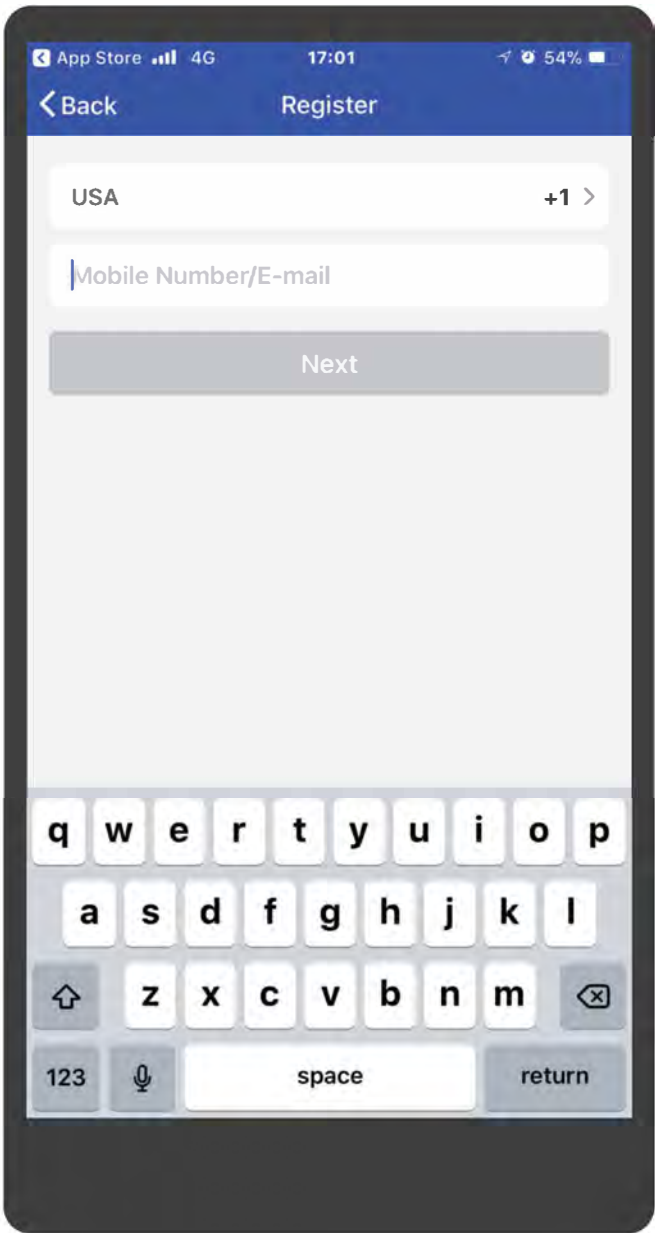 App Store 4G 17:01 54%
Back Register
USA +1
Mobile Number/E-mail
Next
q w e r t y u i o p
a s d f g h j k l
z x c v b n m
123 space return